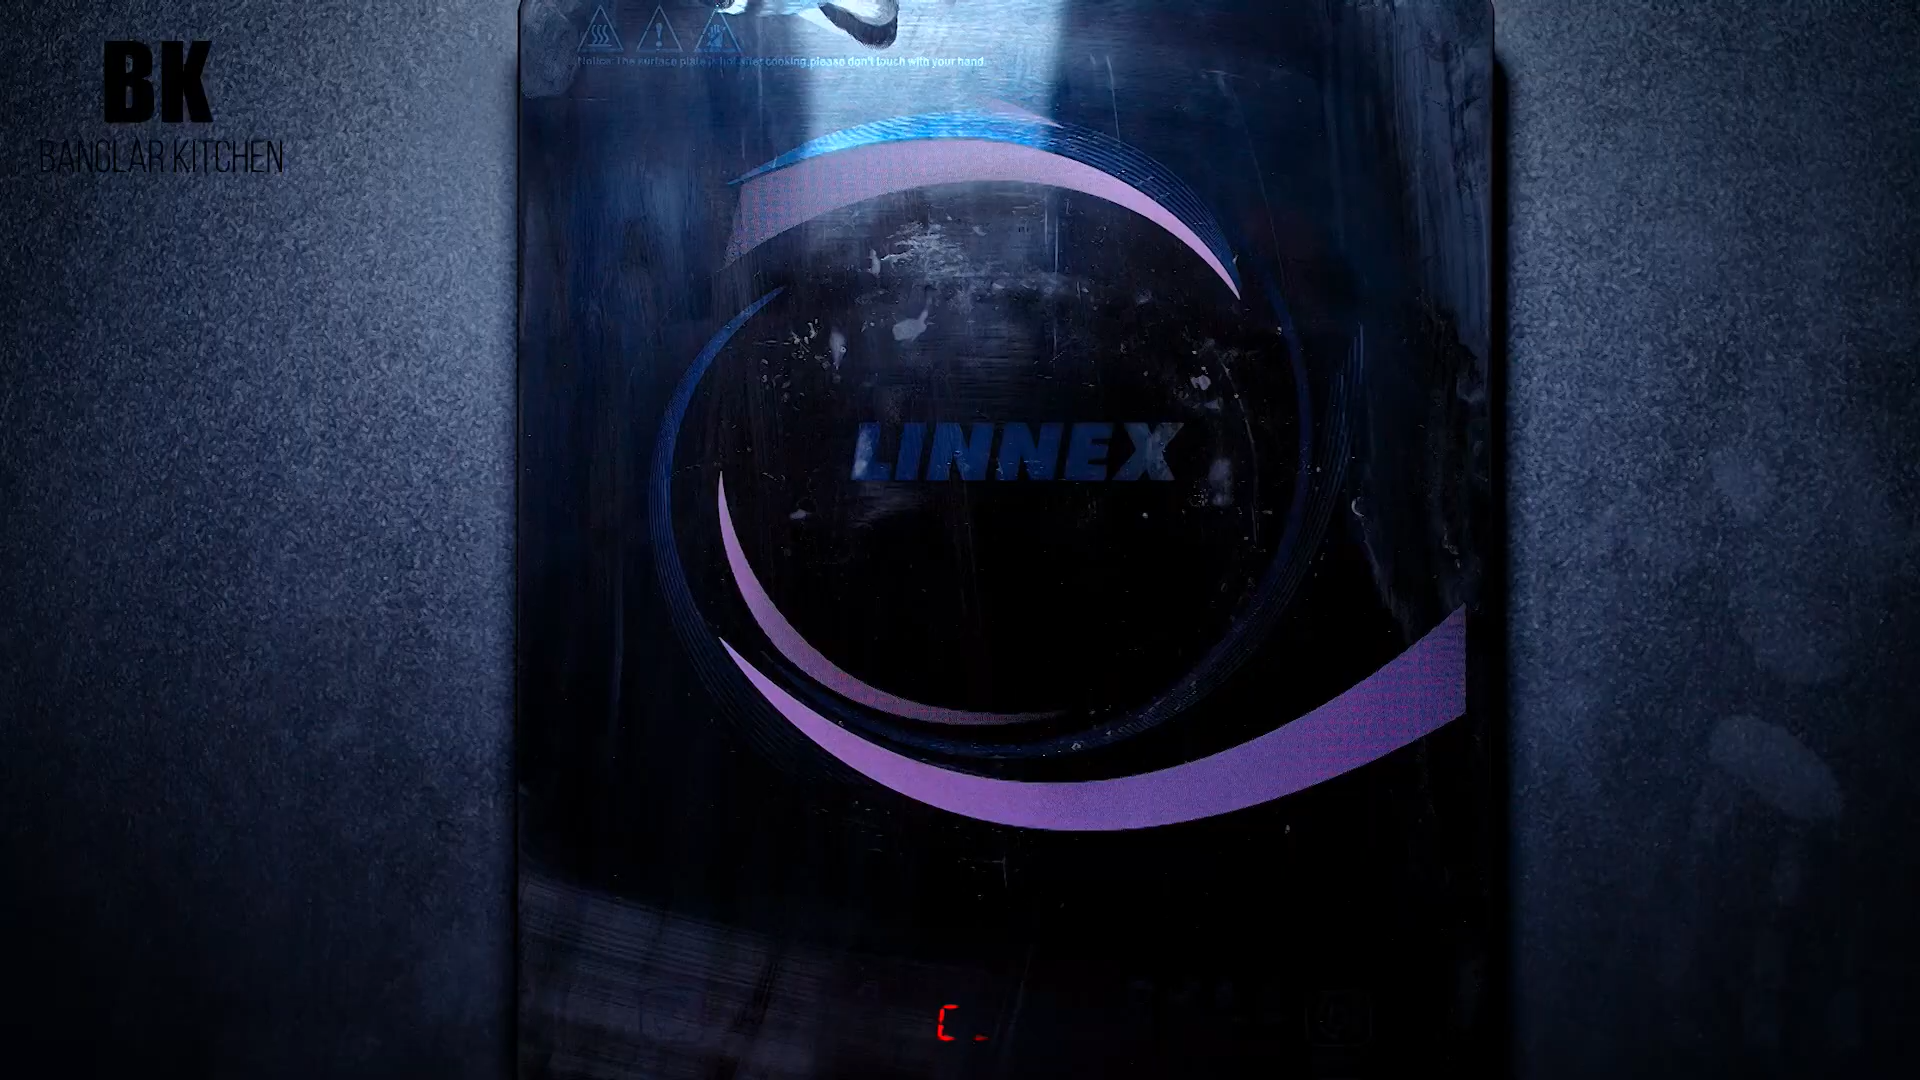 BK
BANGLAR KITCHEN
Notice: The surface plate is hot after cooking,please don't touch with your hand.
LINNEX